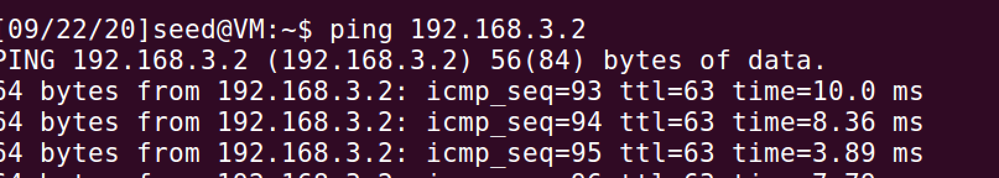 [09/22/20]seed@VM:~$ ping 192.168.3.2
PING 192.168.3.2 (192.168.3.2) 56(84) bytes of data.
64 bytes from 192.168.3.2: icmp_seq=93 ttl=63 time=10.0 ms
64 bytes from 192.168.3.2: icmp_seq=94 ttl=63 time=8.36 ms
64 bytes from 192.168.3.2: icmp_seq=95 ttl=63 time=3.89 ms